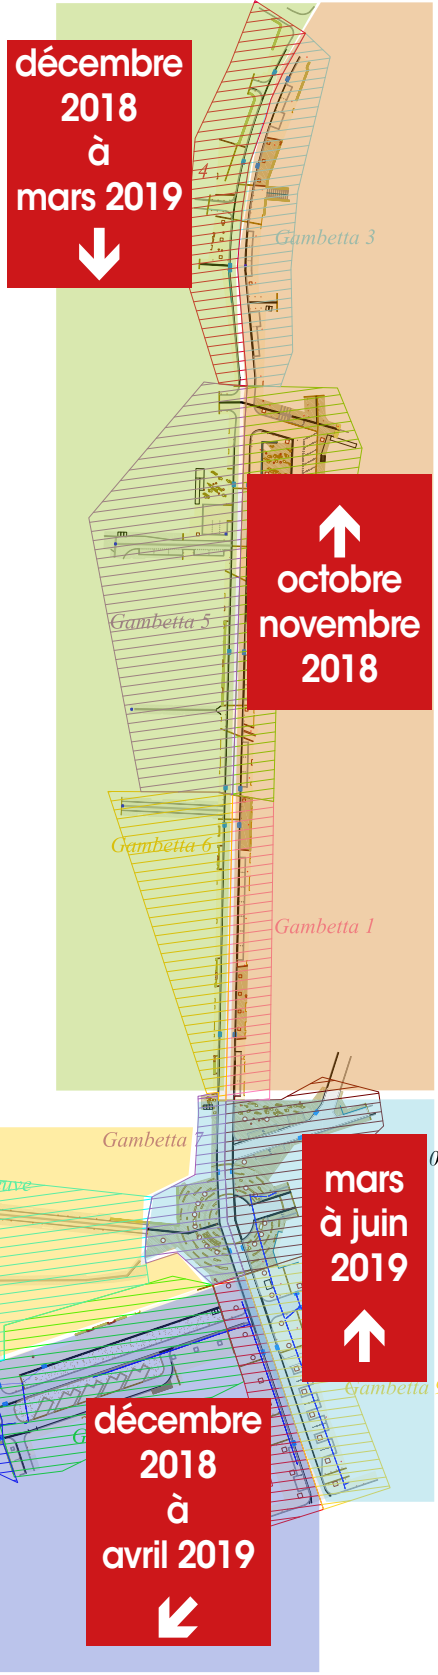 décembre
2018
à
mars 2019
4
Gambetta 3
octobre
novembre
2018
Gambetta 5
Gambetta 6
Gambetta 1
Gambetta 7
mars
à juin
2019
Gambetta
décembre
2018
à
avril 2019